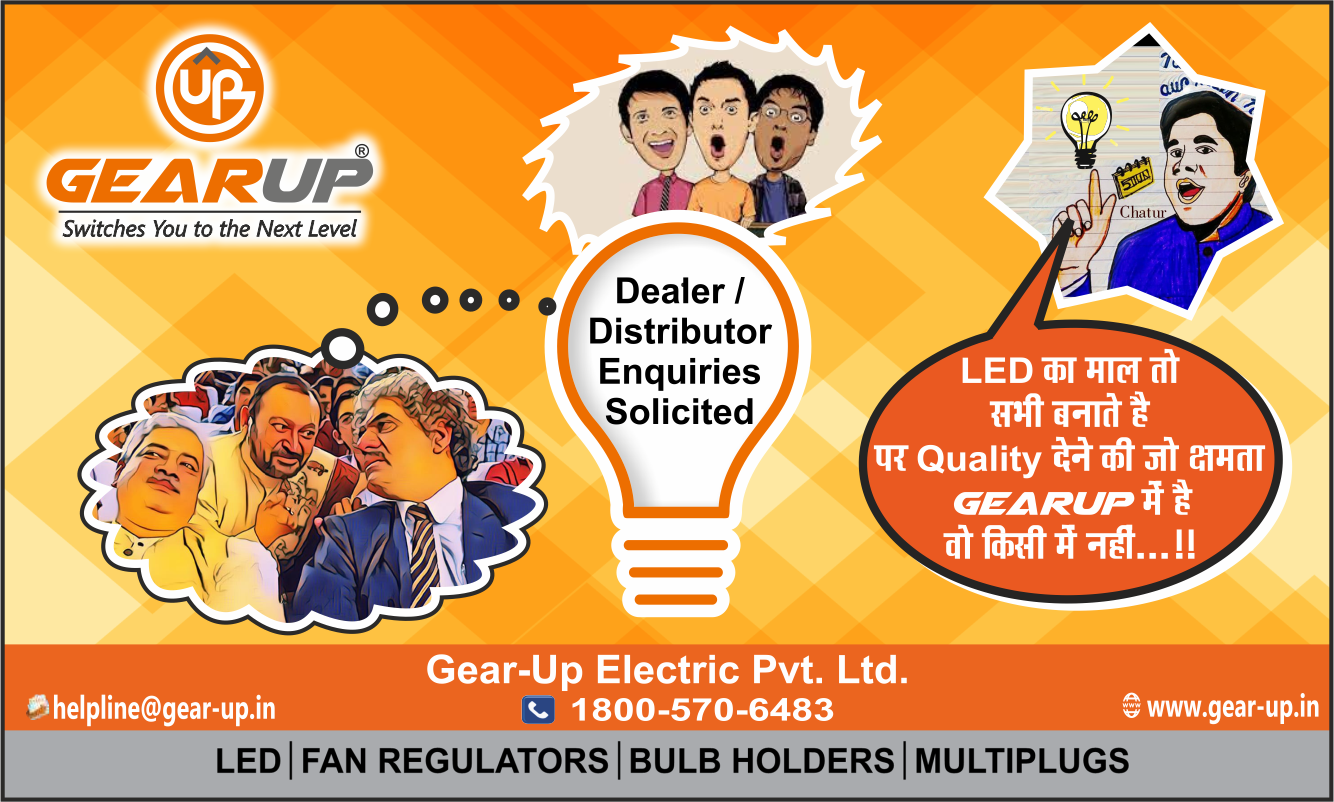 UP
GEARUP®
Switches You to the Next Level
Dealer /
Distributor
Enquiries
Solicited
Chatur
LED का माल तो
सभी बनाते है
पर Quality देने की जो क्षमता
GEARUP में है
वो किसी में नहीं...!!
Gear-Up Electric Pvt. Ltd.
helpline@gear-up.in
1800-570-6483
www.gear-up.in
LED|FAN REGULATORS|BULB HOLDERS|MULTIPLUGS